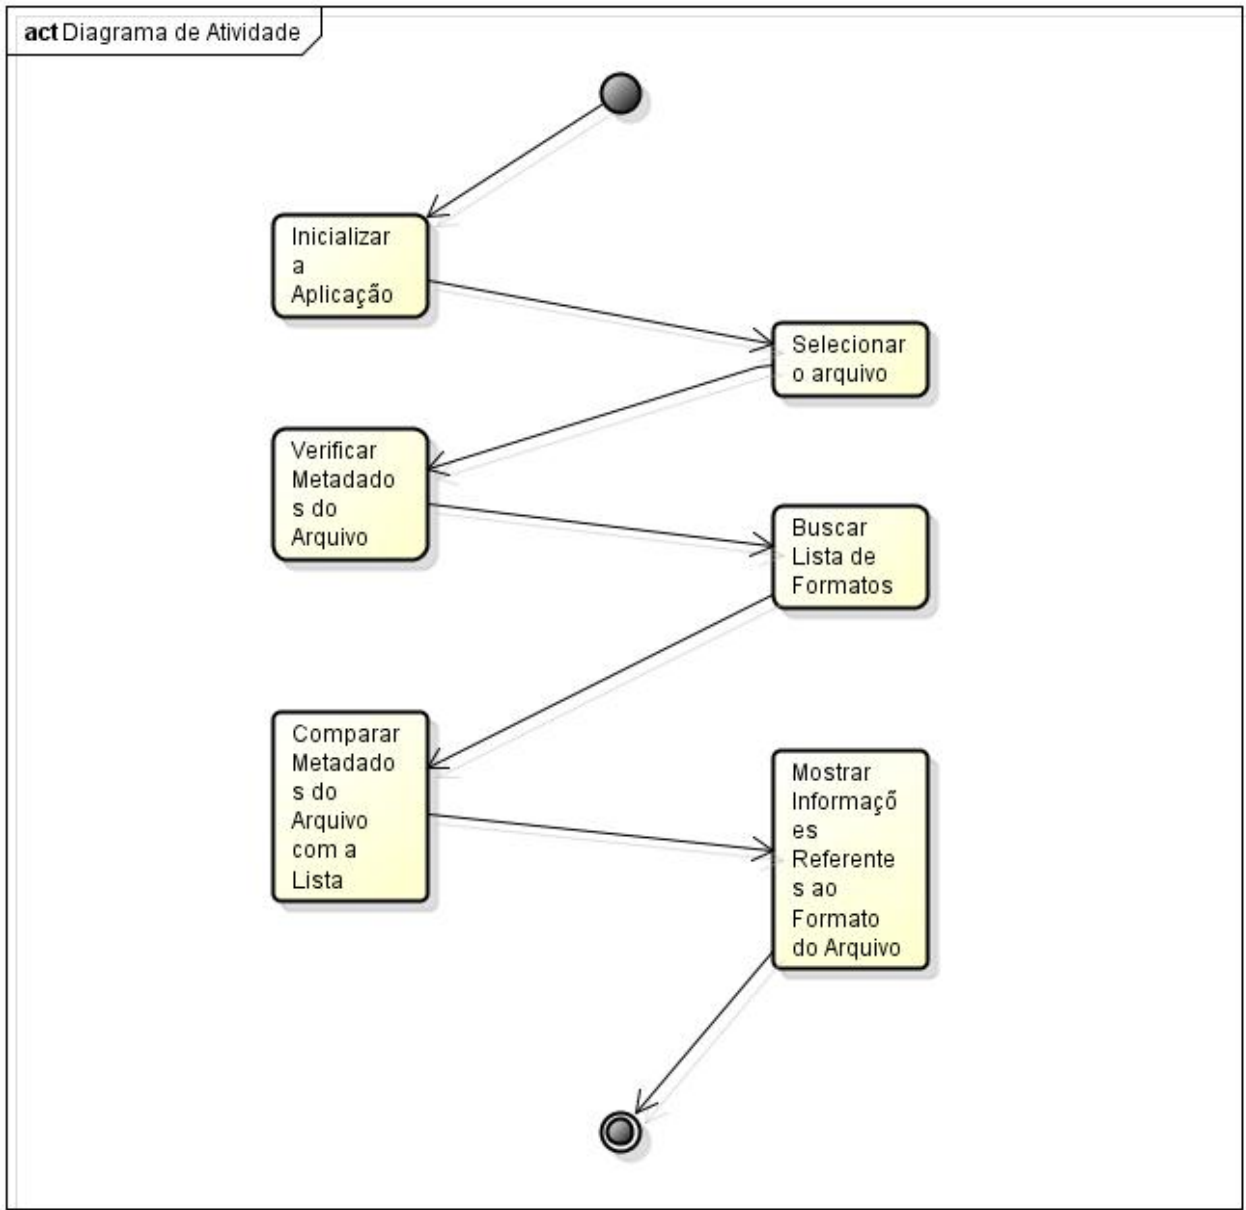 act Diagrama de Atividade
Inicializar
a
Aplicação
Selecionar
o arquivo
Verificar
Metadado
s do
Arquivo
Buscar
Lista de
Formatos
Comparar
Metadado
s do
Arquivo
com a
Lista
Mostrar
Informaçõ
es
Referente
s ao
Formato
do Arquivo